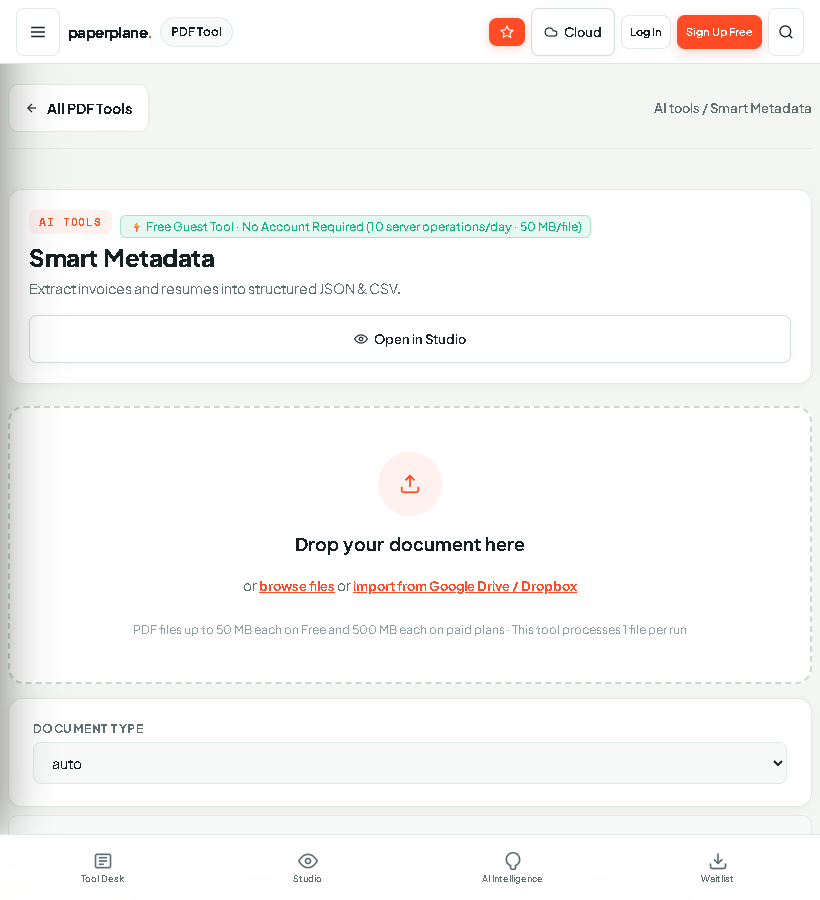 paperplane. PDF Tool Cloud Log In Sign Up Free
All PDF Tools AI tools / Smart Metadata
AI TOOLS Free Guest Tool · No Account Required (10 server operations/day · 50 MB/file)
Smart Metadata
Extract invoices and resumes into structured JSON & CSV.
Open in Studio
Drop your document here
or browse files or import from Google Drive / Dropbox
PDF files up to 50 MB each on Free and 500 MB each on paid plans · This tool processes 1 file per run
DOCUMENT TYPE
auto
Tool Desk Studio AI Intelligence Waitlist